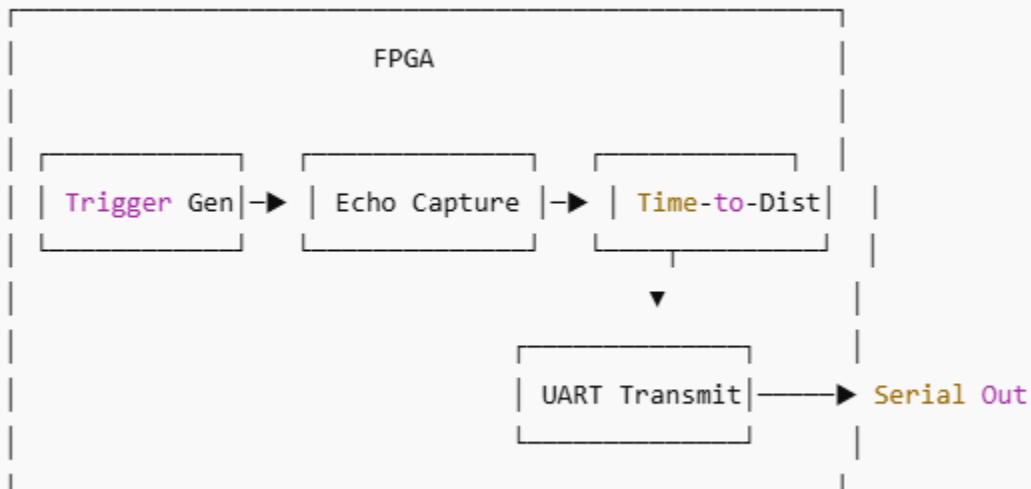 FPGA
Trigger Gen Echo Capture Time-to-Dist
UART Transmit Serial Out